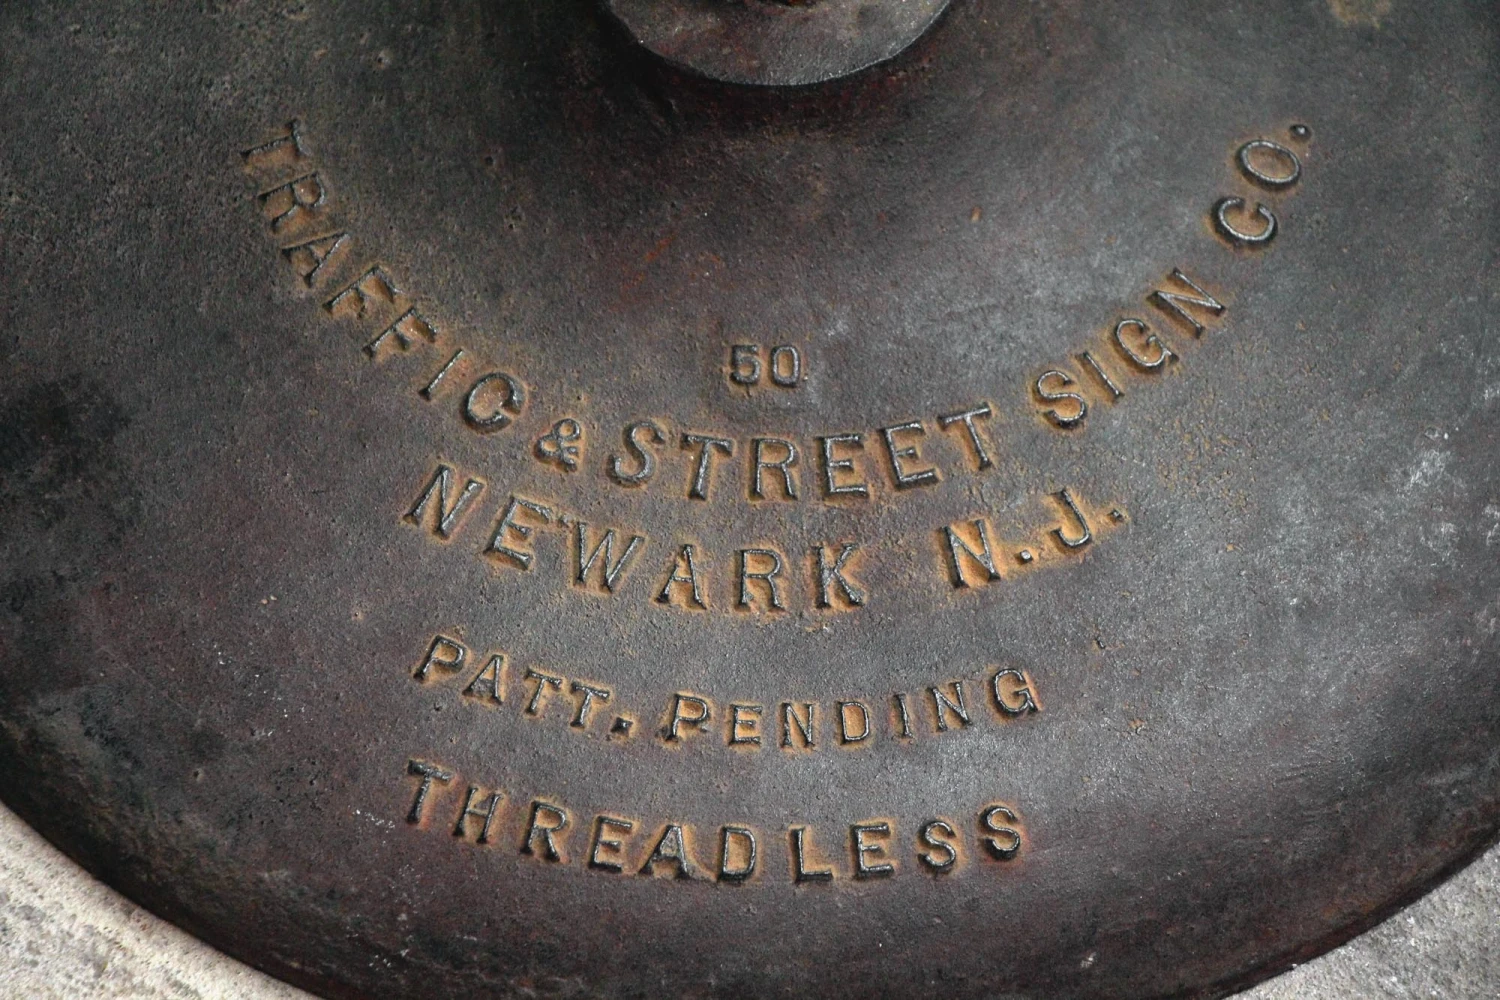 50
TRAFFIC & STREET SIGN CO.
NEWARK N.J.
PATT. PENDING
THREADLESS